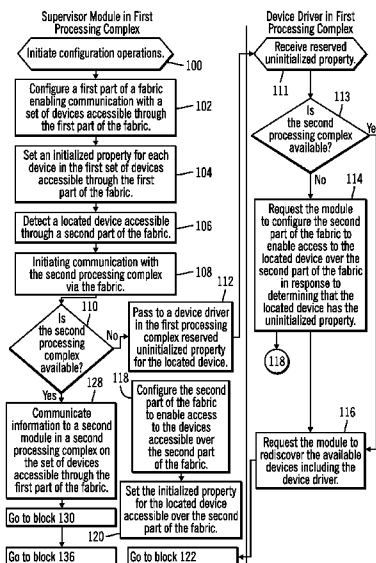 Supervisor Module in First
Processing Complex
Initiate configuration operations.
100
Configure a first part of a fabric
enabling communication with a
set of devices accessible through
the first part of the fabric.
102
Set an initialized property for each
device in the first set of devices
accessible through the first
part of the fabric.
104
Detect a located device accessible
through a second part of the fabric.
106
Initiating communication with
the second processing complex
via the fabric.
108
110
Is
the second
processing complex
available?
No
Yes
112
Pass to a device driver
in the first processing
complex reserved
uninitialized property
for the located device.
118
Configure the second
part of the fabric
to enable access
to the devices
accessible over
the second part
of the fabric.
Set the initialized property
for the located device
accessible over the second
part of the fabric.
120
128
Communicate
information to a second
module in a second
processing complex on
the set of devices
accessible through the
first part of the fabric.
Go to block 130
Go to block 136
Go to block 122
Device Driver in First
Processing Complex
Receive reserved
uninitialized property.
111
113
Is
the second
processing complex
available?
Yes
No
114
Request the module
to configure the second
part of the fabric to
enable access to the
located device over the
second part of the fabric
in response to
determining that the
located device has the
uninitialized property.
118
116
Request the module to
rediscover the available
devices including the
device driver.